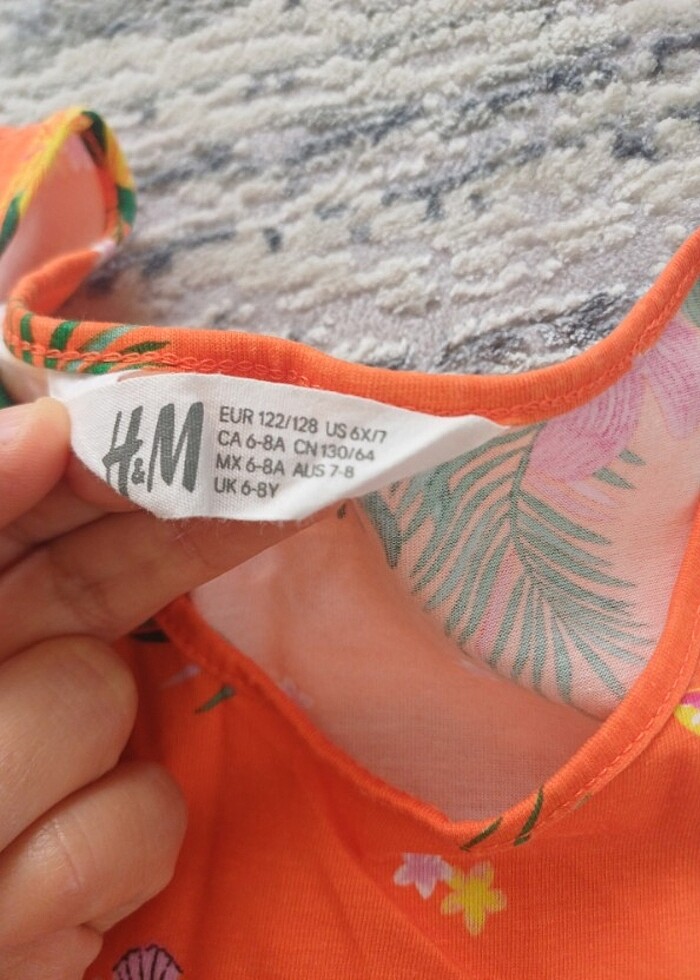 H&M
EUR 122/128 US 6X/7
CA 6-8A CN 130/64
MX 6-8A AUS 7-8
UK 6-8Y